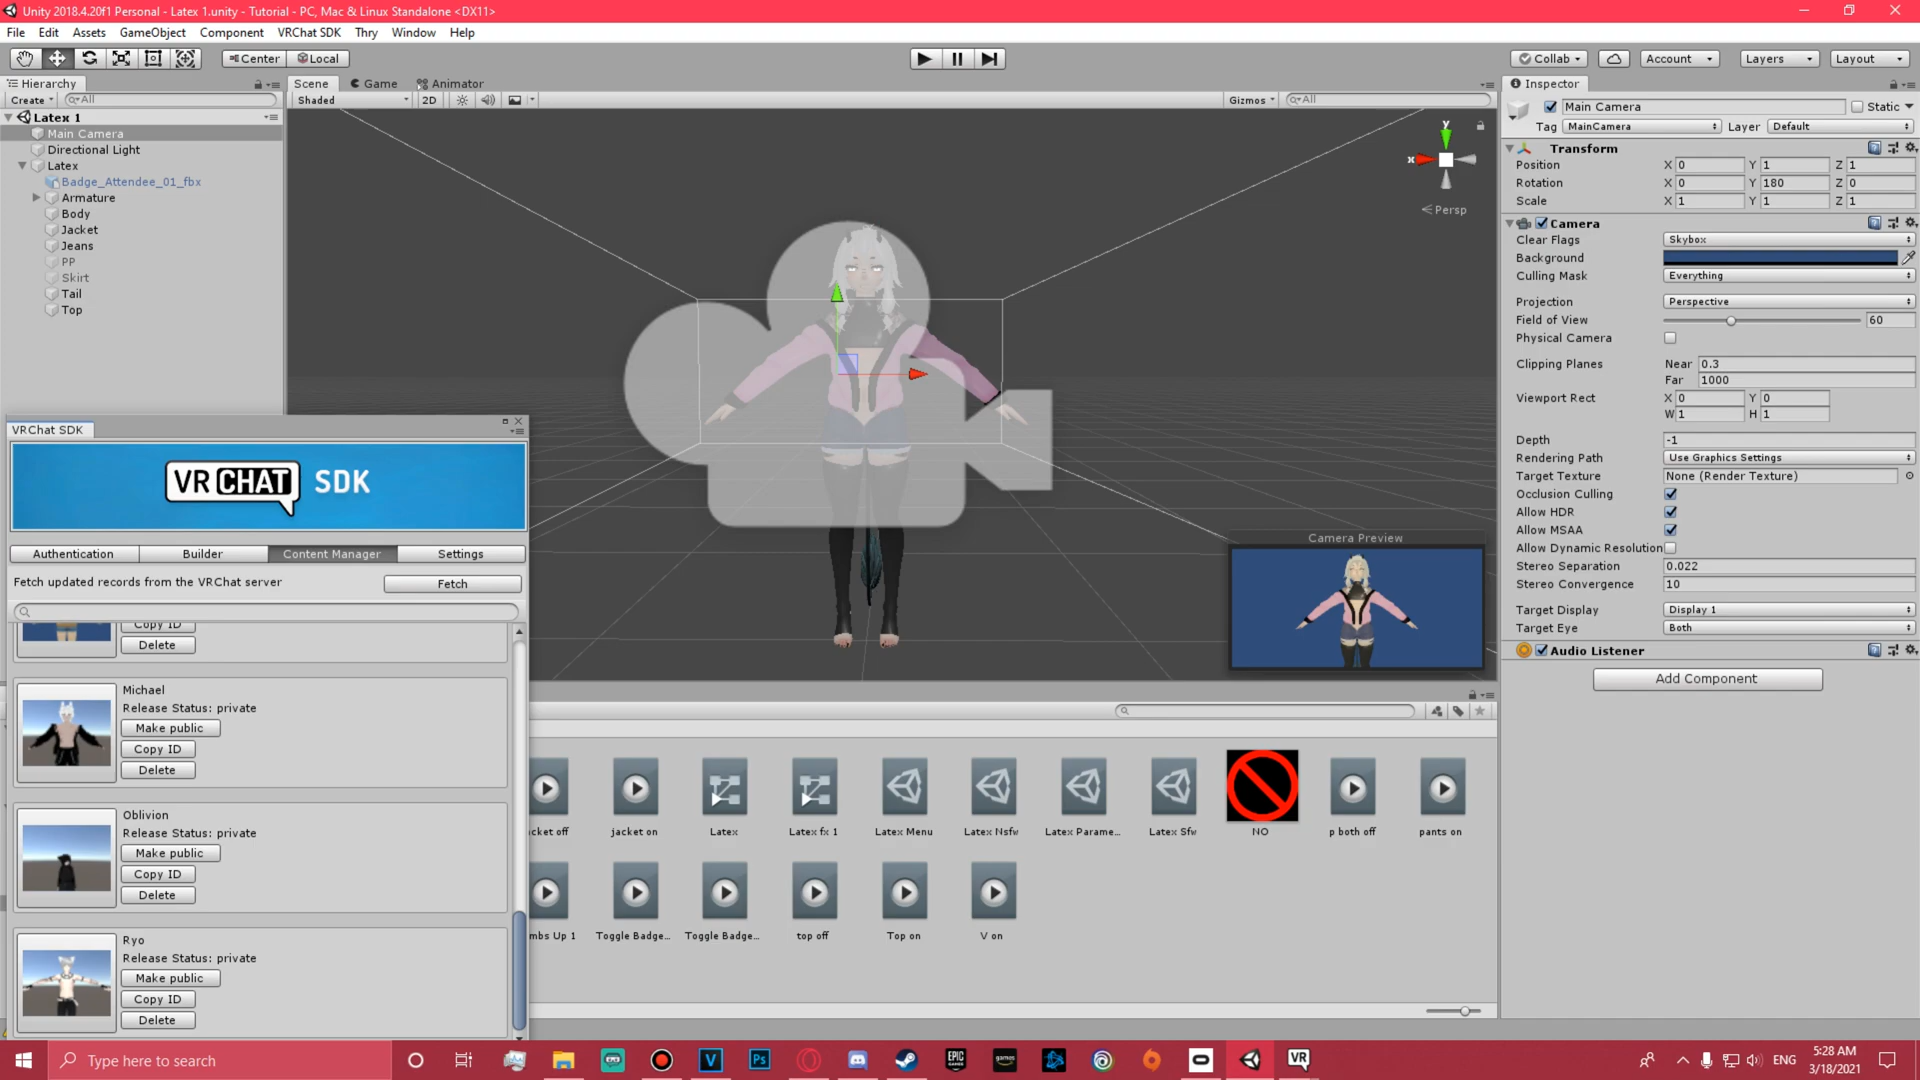 Unity 2018.4.20f1 Personal - Latex 1.unity - Tutorial - PC, Mac & Linux Standalone <DX11>
File Edit Assets GameObject Component VRChat SDK Thry Window Help
Center Local Collab Account Layers Layout
Hierarchy
Create All
Latex 1
Main Camera
Directional Light
Latex
Badge_Attendee_01_fbx
Armature
Body
Jacket
Jeans
PP
Skirt
Tail
Top
Scene Game Animator
Shaded 2D Gizmos All
y
x
Persp
Camera Preview
Inspector
Main Camera Static
Tag MainCamera Layer Default
Transform
Position X 0 Y 1 Z 1
Rotation X 0 Y 180 Z 0
Scale X 1 Y 1 Z 1
Camera
Clear Flags Skybox
Background
Culling Mask Everything
Projection Perspective
Field of View 60
Physical Camera
Clipping Planes Near 0.3
Far 1000
Viewport Rect X 0 Y 0
W 1 H 1
Depth -1
Rendering Path Use Graphics Settings
Target Texture None (Render Texture)
Occlusion Culling
Allow HDR
Allow MSAA
Allow Dynamic Resolution
Stereo Separation 0.022
Stereo Convergence 10
Target Display Display 1
Target Eye Both
Audio Listener
Add Component
VRChat SDK
VRCHAT SDK
Authentication Builder Content Manager Settings
Fetch updated records from the VRChat server Fetch
Copy ID
Delete
Michael
Release Status: private
Make public
Copy ID
Delete
Oblivion
Release Status: private
Make public
Copy ID
Delete
Ryo
Release Status: private
Make public
Copy ID
Delete
cket off jacket on Latex Latex fx 1 Latex Menu Latex Nsfw Latex Parame... Latex Sfw NO p both off pants on
mbs Up 1 Toggle Badge... Toggle Badge... top off Top on V on
Type here to search
V Ps EPIC GAMES games VR
ENG
5:28 AM
3/18/2021